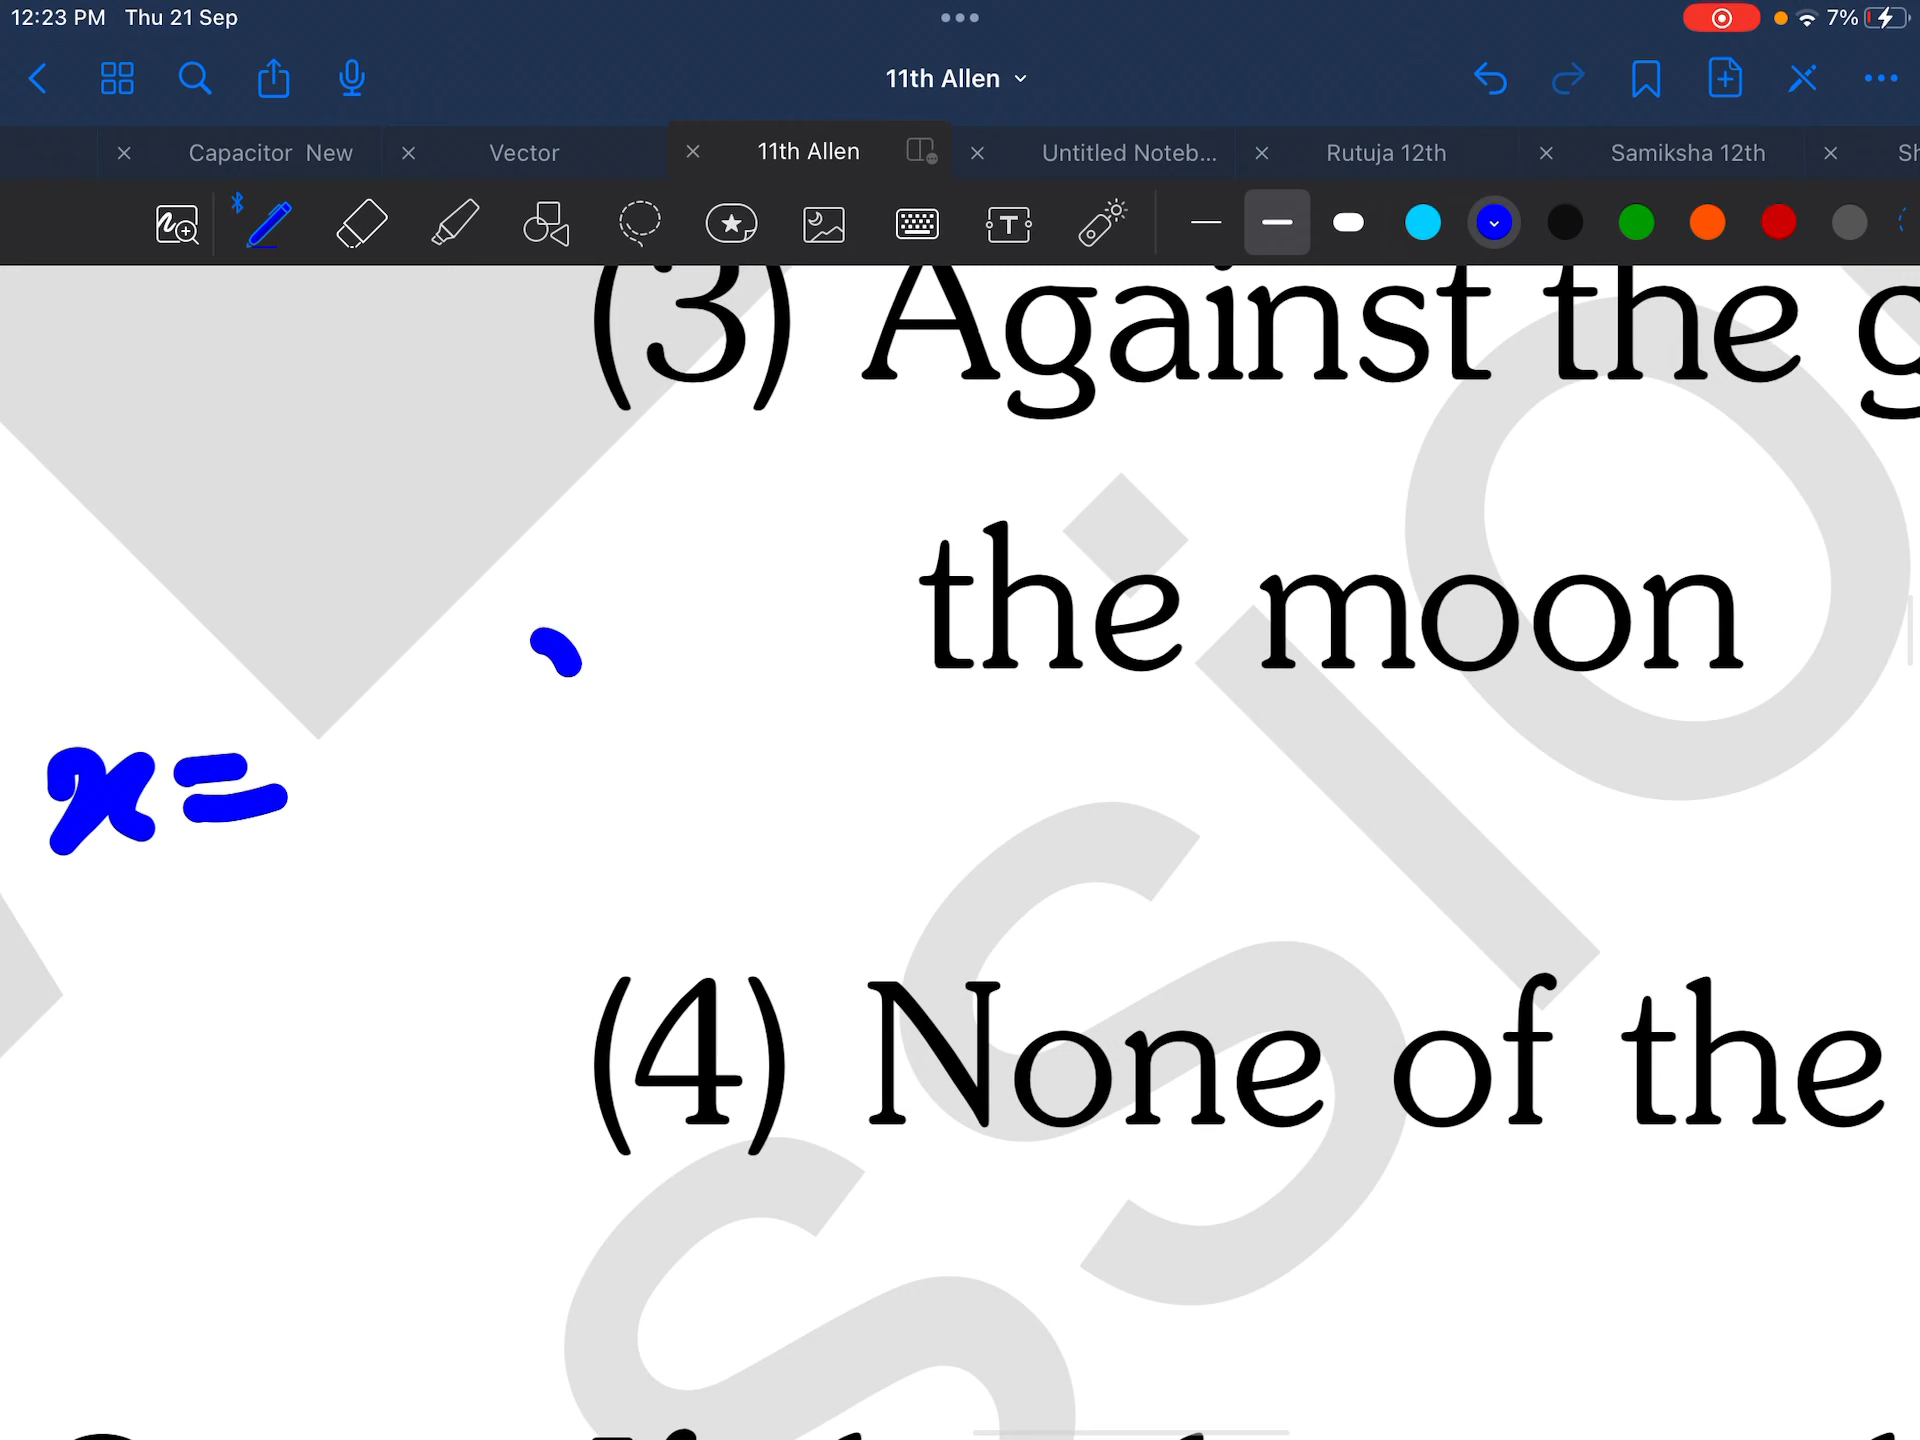 12:23 PM Thu 21 Sep
7%
11th Allen
Capacitor New
Vector
11th Allen
Untitled Noteb...
Rutuja 12th
Samiksha 12th
Sh
(3) Against the g
the moon
x=
(4) None of the